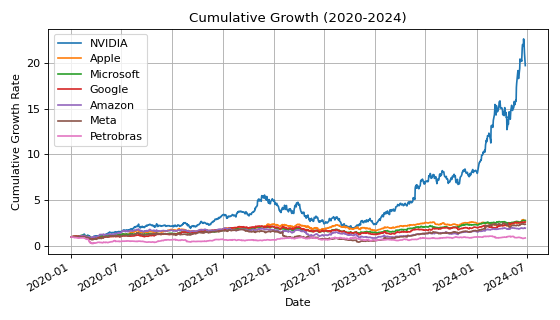 Cumulative Growth (2020-2024)
NVIDIA
Apple
Microsoft
Google
Amazon
Meta
Petrobras
Cumulative Growth Rate
20
15
10
5
0
2020-01
2020-07
2021-01
2021-07
2022-01
2022-07
2023-01
2023-07
2024-01
2024-07
Date